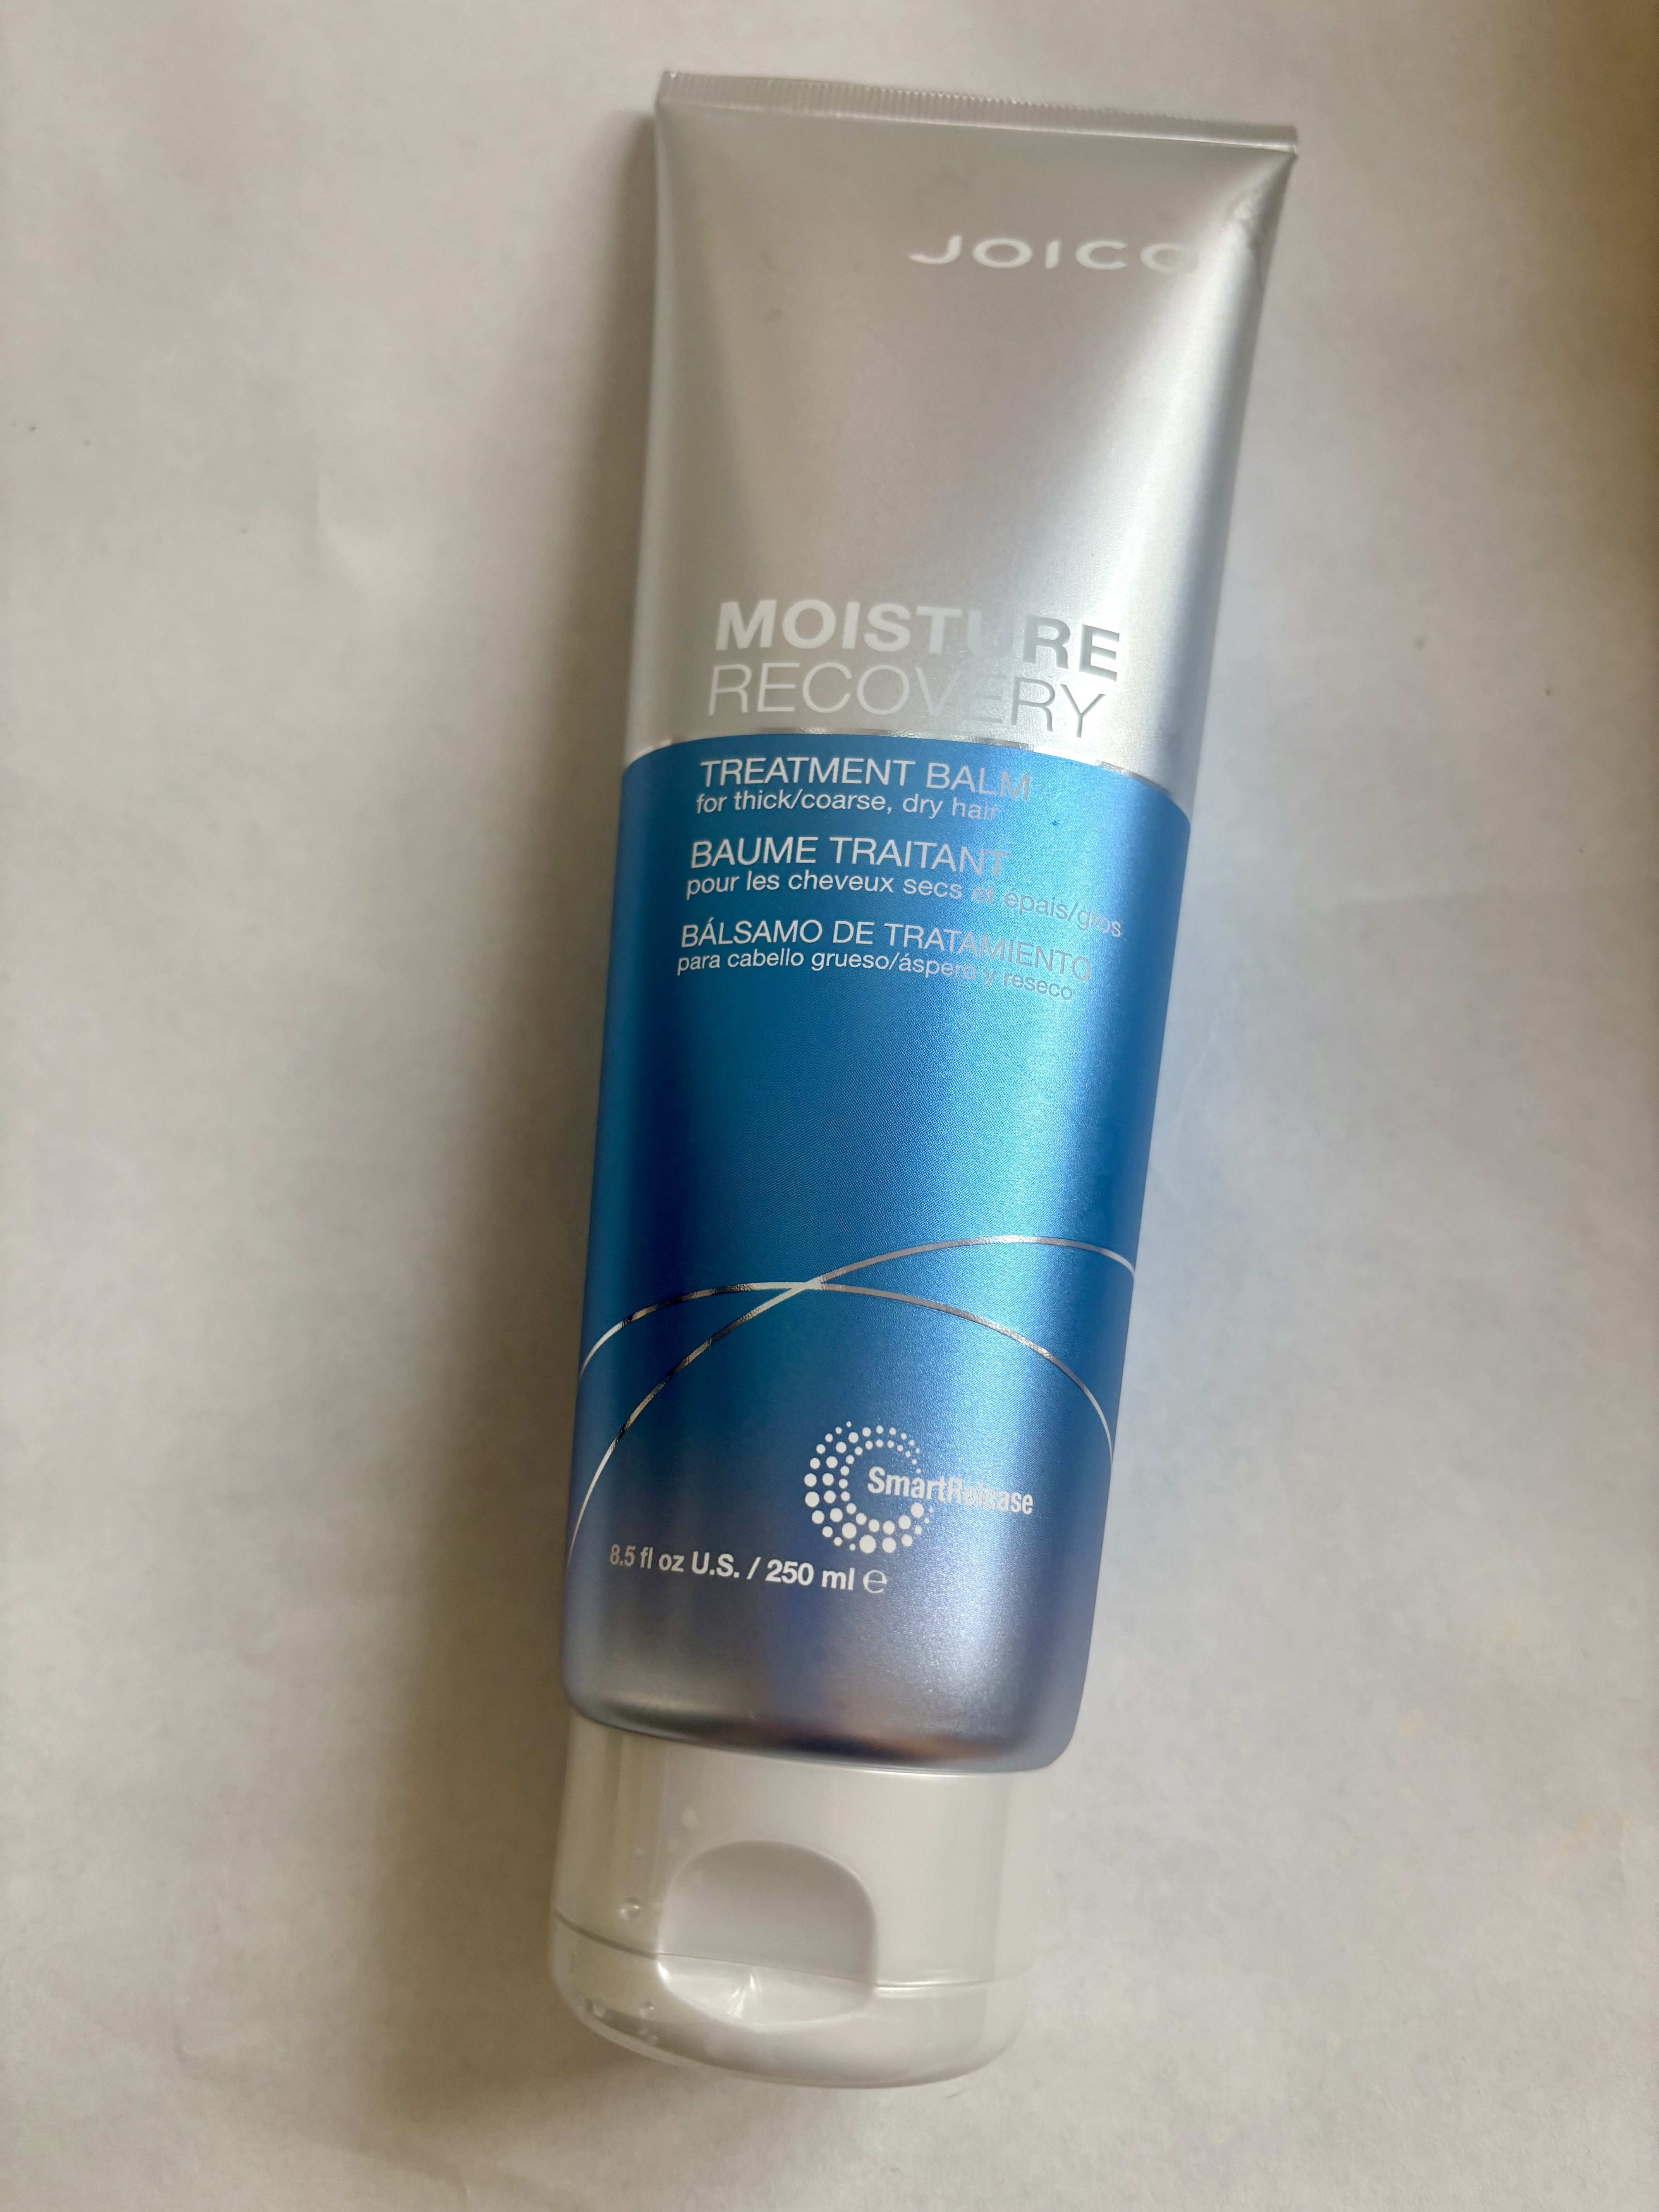 JOICO
MOISTURE
RECOVERY
TREATMENT BALM
for thick/coarse, dry hair
BAUME TRAITANT
pour les cheveux secs et épais/gros
BÁLSAMO DE TRATAMIENTO
para cabello grueso/áspero y reseco
SmartRelease
8.5 fl oz U.S. / 250 ml ℮